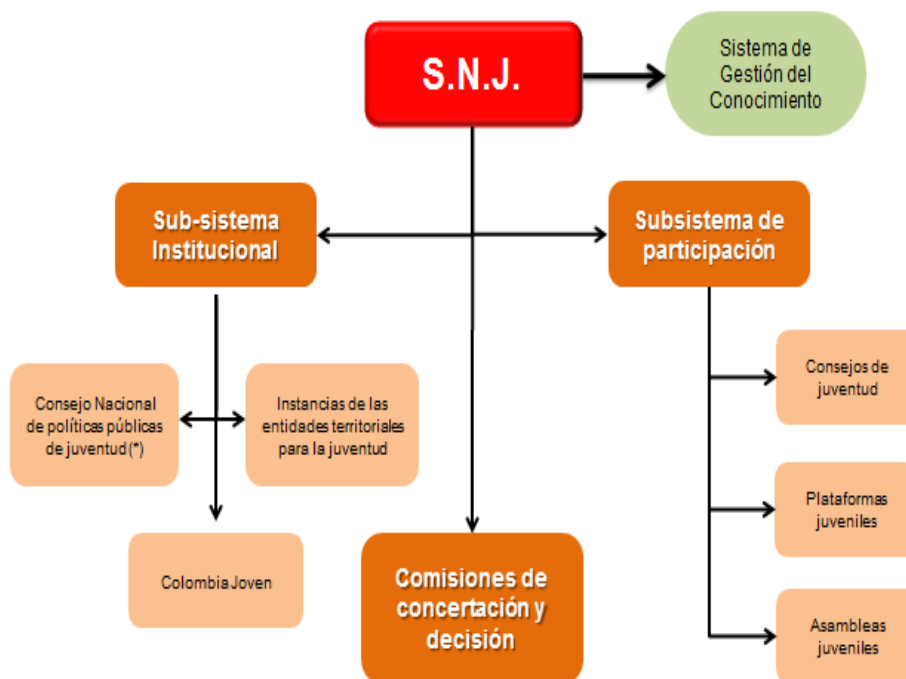 S.N.J.
Sistema de
Gestión del
Conocimiento
Sub-sistema
Institucional
Subsistema de
participación
Consejo Nacional
de políticas públicas
de juventud (*)
Instancias de las
entidades territoriales
para la juventud
Colombia Joven
Comisiones de
concertación y
decisión
Consejos de
juventud
Plataformas
juveniles
Asambleas
juveniles